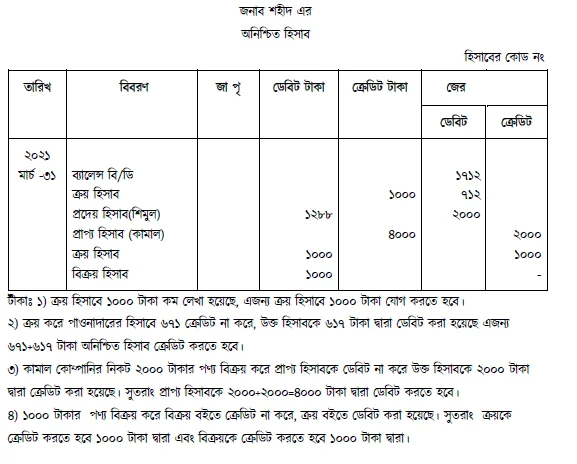 জনাব শহীদ এর
অনিশ্চিত হিসাব
হিসাবের কোড নং
তারিখ বিবরণ জা পৃ ডেবিট টাকা ক্রেডিট টাকা জের
ডেবিট ক্রেডিট
২০২১
মার্চ -৩১ ব্যালেন্স বি/ডি ১৭১২
ক্রয় হিসাব ১০০০ ৭১২
প্রদেয় হিসাব(শিমুল) ১২৮৮ ২০০০
প্রাপ্য হিসাব (কামাল) ৪০০০ ২০০০
ক্রয় হিসাব ১০০০ ১০০০
বিক্রয় হিসাব ১০০০ -
টীকাঃ ১) ক্রয় হিসাবে ১০০০ টাকা কম লেখা হয়েছে, এজন্য ক্রয় হিসাবে ১০০০ টাকা যোগ করতে হবে।
২) ক্রয় করে পাওনাদারের হিসাবে ৬৭১ ক্রেডিট না করে, উক্ত হিসাবকে ৬১৭ টাকা দ্বারা ডেবিট করা হয়েছে এজন্য
৬৭১+৬১৭ টাকা অনিশ্চিত হিসাব ক্রেডিট করতে হবে।
৩) কামাল কোম্পানির নিকট ২০০০ টাকার পণ্য বিক্রয় করে প্রাপ্য হিসাবকে ডেবিট না করে উক্ত হিসাবকে ২০০০ টাকা
দ্বারা ক্রেডিট করা হয়েছে। সুতরাং প্রাপ্য হিসাবকে ২০০০+২০০০=৪০০০ টাকা দ্বারা ডেবিট করতে হবে।
৪) ১০০০ টাকার পণ্য বিক্রয় করে বিক্রয় বইতে ক্রেডিট না করে, ক্রয় বইতে ডেবিট করা হয়েছে। সুতরাং ক্রয়কে
ক্রেডিট করতে হবে ১০০০ টাকা দ্বারা এবং বিক্রয়কে ক্রেডিট করতে হবে ১০০০ টাকা দ্বারা।